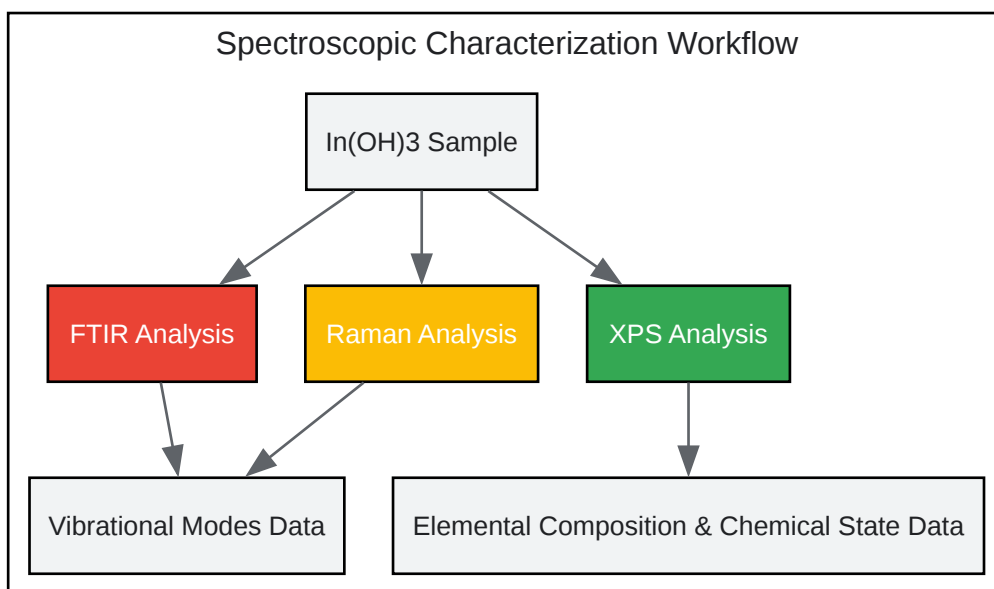 Spectroscopic Characterization Workflow
In(OH)3 Sample
FTIR Analysis
Raman Analysis
XPS Analysis
Vibrational Modes Data
Elemental Composition & Chemical State Data